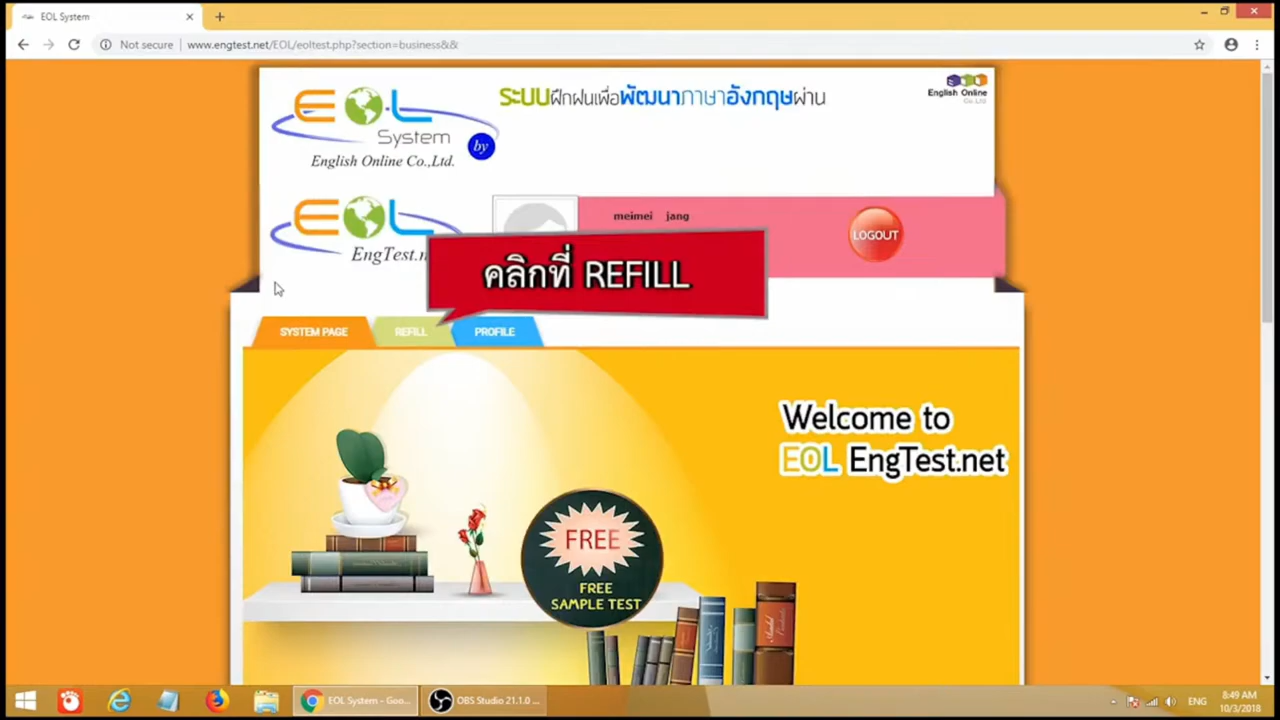 EOL System
Not secure
www.engtest.net/EOL/eoltest.php?section=business&&
EOL
System
English Online Co.,Ltd.
by
ระบบฝึกฝนเพื่อพัฒนาภาษาอังกฤษผ่าน
English Online
Co.,Ltd
EOL
EngTest.n
meimei jang
LOGOUT
คลิกที่ REFILL
SYSTEM PAGE
REFILL
PROFILE
Welcome to
EOL EngTest.net
FREE
FREE
SAMPLE TEST
EOL System - Goo...
OBS Studio 21.1.0 ...
ENG
8:49 AM
10/3/2018